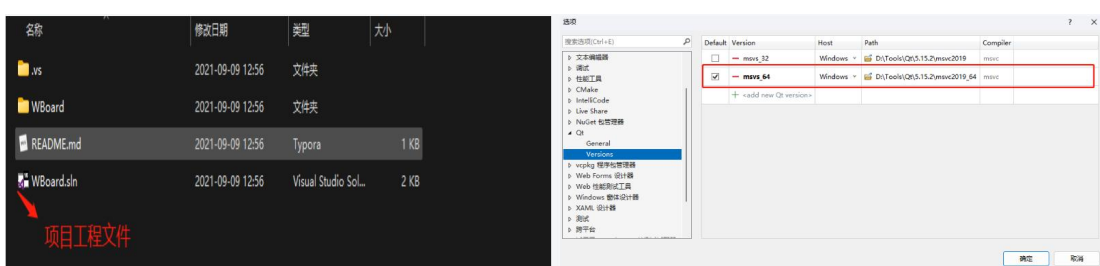 名称 修改日期 类型 大小
.vs 2021-09-09 12:56 文件夹
WBoard 2021-09-09 12:56 文件夹
README.md 2021-09-09 12:56 Typora 1 KB
WBoard.sln 2021-09-09 12:56 Visual Studio Sol... 2 KB
项目工程文件
选项 ? ×
搜索选项(Ctrl+E)
文本编辑器
调试
性能工具
CMake
IntelliCode
Live Share
NuGet 包管理器
Qt
General
Versions
vcpkg 程序包管理器
Web Forms 设计器
Web 性能测试工具
Windows 窗体设计器
XAML 设计器
测试
跨平台
Default Version Host Path Compiler
msvs_32 Windows D:\Tools\Qt\5.15.2\msvc2019 msvc
msvs_64 Windows D:\Tools\Qt\5.15.2\msvc2019_64 msvc
<add new Qt version>
确定 取消